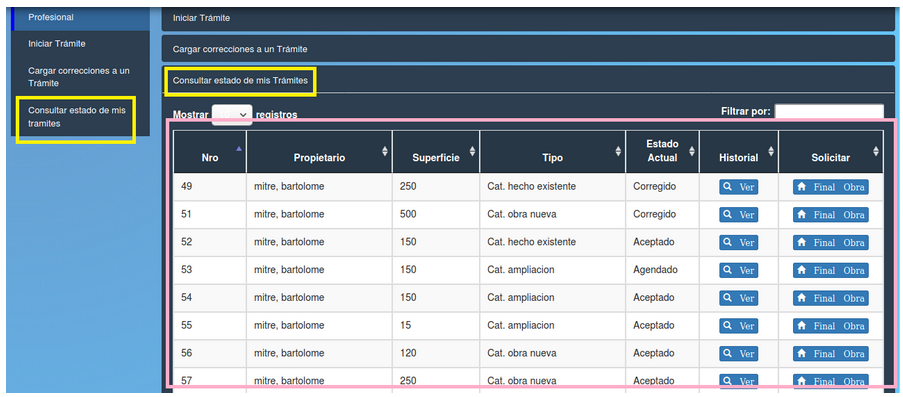 Profesional
Iniciar Trámite
Cargar correcciones a un
Trámite
Consultar estado de mis
tramites
Iniciar Trámite
Cargar correcciones a un Trámite
Consultar estado de mis Trámites
Mostrar registros Filtrar por:
Nro Propietario Superficie Tipo Estado Actual Historial Solicitar
49 mitre, bartolome 250 Cat. hecho existente Corregido Ver Final Obra
51 mitre, bartolome 500 Cat. obra nueva Corregido Ver Final Obra
52 mitre, bartolome 150 Cat. hecho existente Aceptado Ver Final Obra
53 mitre, bartolome 150 Cat. ampliacion Agendado Ver Final Obra
54 mitre, bartolome 150 Cat. ampliacion Aceptado Ver Final Obra
55 mitre, bartolome 15 Cat. ampliacion Aceptado Ver Final Obra
56 mitre, bartolome 120 Cat. obra nueva Aceptado Ver Final Obra
57 mitre, bartolome 250 Cat. obra nueva Aceptado Ver Final Obra